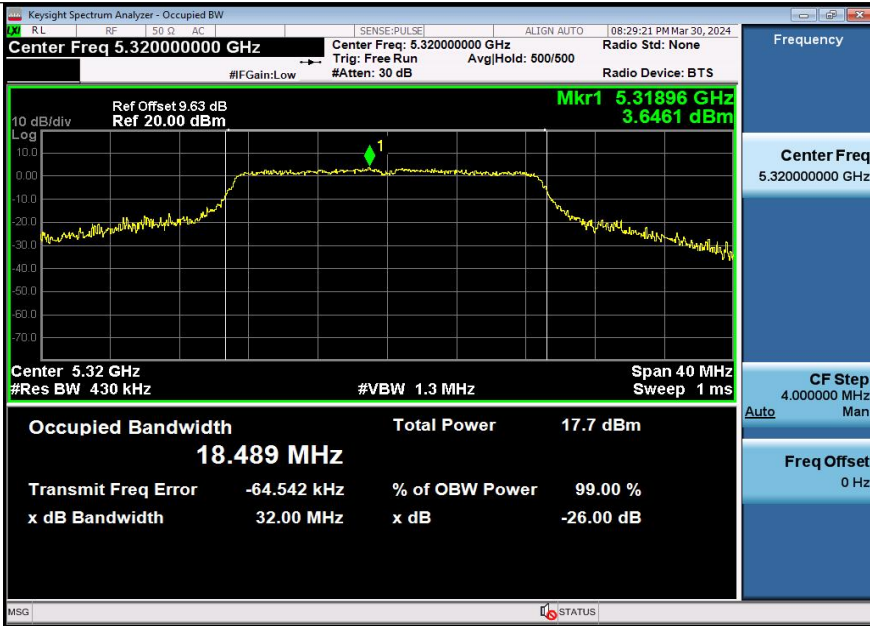 Keysight Spectrum Analyzer - Occupied BW
LXI RL RF 50 Ω AC SENSE:PULSE ALIGN AUTO 08:29:21 PM Mar 30, 2024
Center Freq 5.320000000 GHz
Center Freq: 5.320000000 GHz
Radio Std: None
Trig: Free Run Avg|Hold: 500/500
#IFGain:Low
#Atten: 30 dB
Radio Device: BTS
Ref Offset 9.63 dB
10 dB/div Ref 20.00 dBm
Mkr1 5.31896 GHz
3.6461 dBm
Log
10.0
0.00
-10.0
-20.0
-30.0
-40.0
-50.0
-60.0
-70.0
1
Center 5.32 GHz Span 40 MHz
#Res BW 430 kHz #VBW 1.3 MHz Sweep 1 ms
Occupied Bandwidth Total Power 17.7 dBm
18.489 MHz
Transmit Freq Error -64.542 kHz % of OBW Power 99.00 %
x dB Bandwidth 32.00 MHz x dB -26.00 dB
MSG STATUS
Frequency
Center Freq
5.320000000 GHz
CF Step
4.000000 MHz
Auto Man
Freq Offset
0 Hz